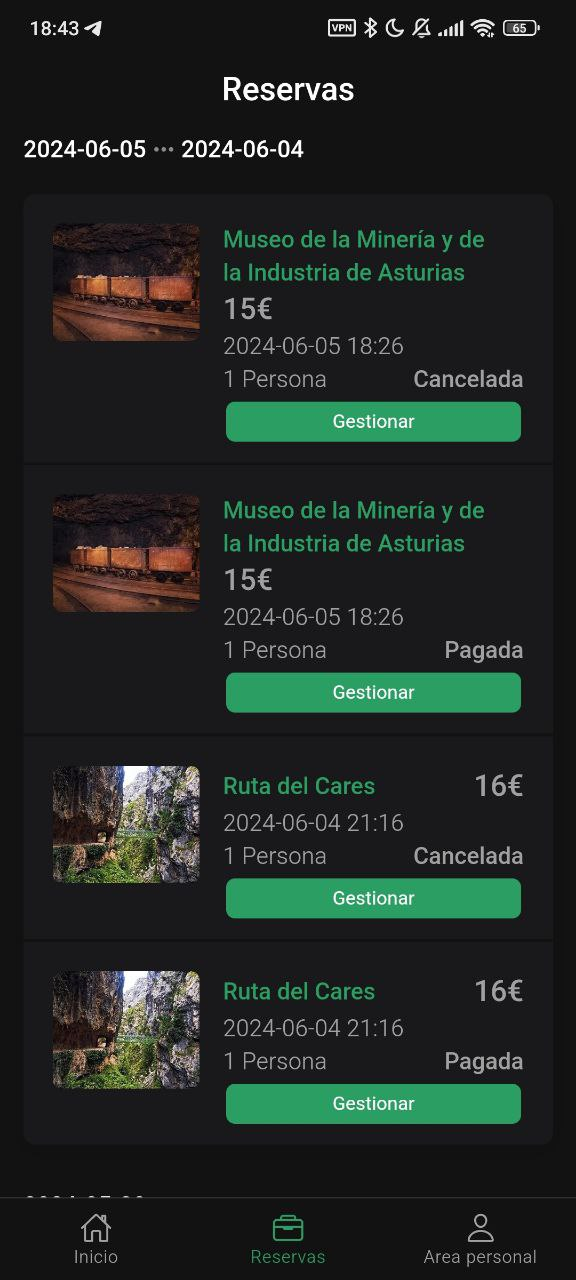 18:43 VPN 65
Reservas
2024-06-05 ··· 2024-06-04
Museo de la Minería y de
la Industria de Asturias
15€
2024-06-05 18:26
1 Persona Cancelada
Gestionar
Museo de la Minería y de
la Industria de Asturias
15€
2024-06-05 18:26
1 Persona Pagada
Gestionar
Ruta del Cares 16€
2024-06-04 21:16
1 Persona Cancelada
Gestionar
Ruta del Cares 16€
2024-06-04 21:16
1 Persona Pagada
Gestionar
Inicio Reservas Area personal